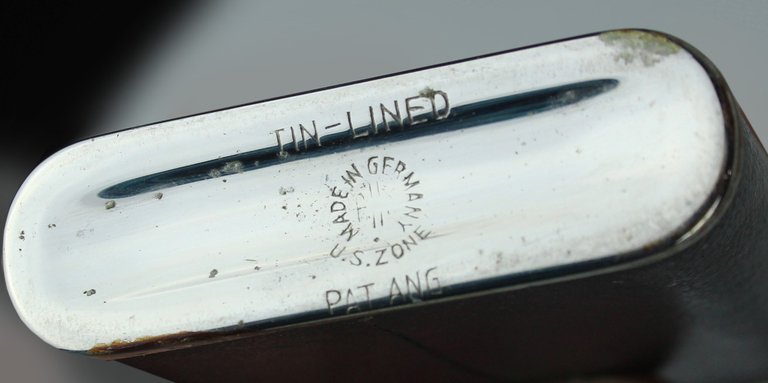 TIN-LINED
MADE IN GERMANY
U.S. ZONE
PAT ANG